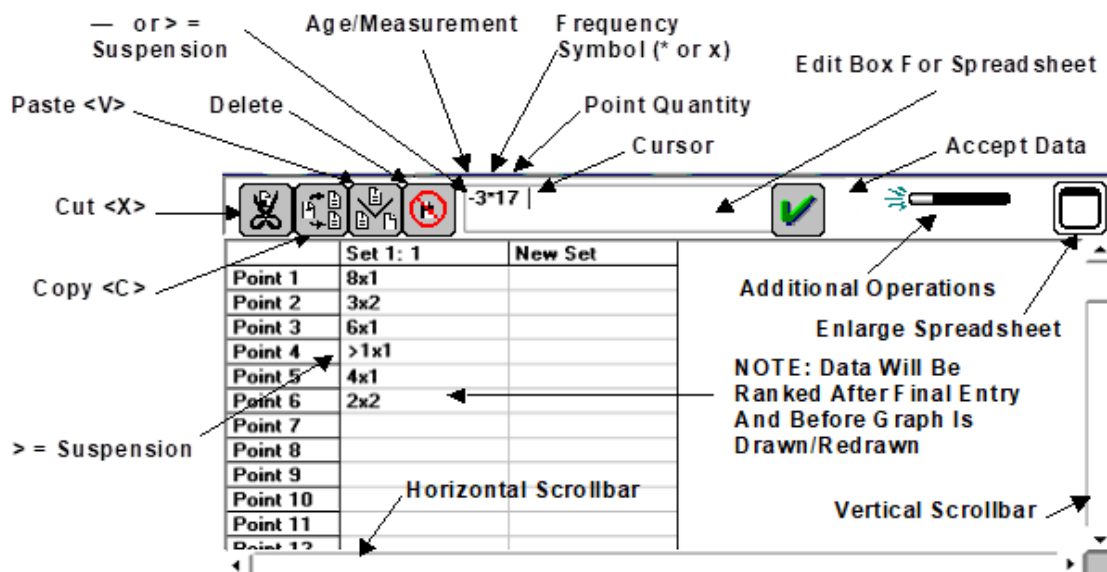 — or > =
Suspension
Age/Measurement
Frequency
Symbol (* or x)
Edit Box For Spreadsheet
Paste <V>
Delete
Point Quantity
Cursor
Accept Data
-3*17
Cut <X>
Set 1: 1 New Set
Copy <C>
Point 1 8x1
Point 2 3x2
Point 3 6x1
Point 4 >1x1
Point 5 4x1
Point 6 2x2
Point 7
Point 8
Point 9
Point 10
Point 11
Point 12
Additional Operations
Enlarge Spreadsheet
NOTE: Data Will Be
Ranked After Final Entry
And Before Graph Is
Drawn/Redrawn
> = Suspension
Horizontal Scrollbar
Vertical Scrollbar